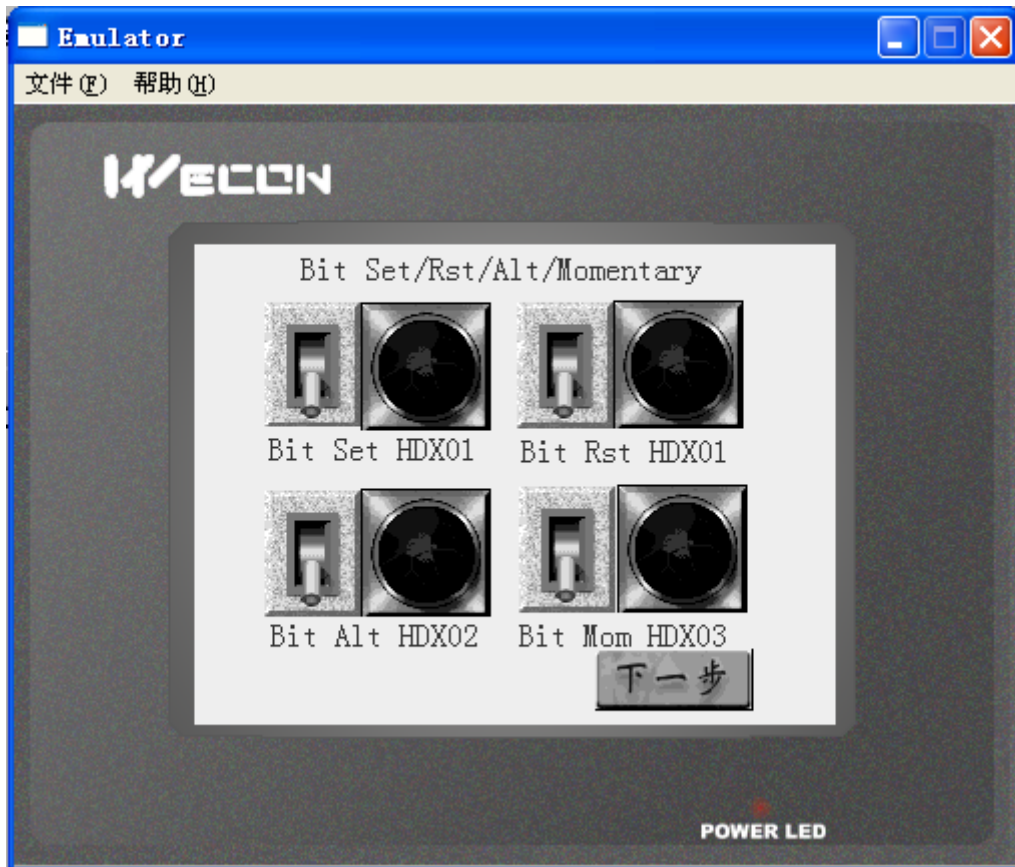 Emulator
文件(F) 帮助(H)
WECON
Bit Set/Rst/Alt/Momentary
Bit Set HDX01 Bit Rst HDX01
Bit Alt HDX02 Bit Mom HDX03
下一步
POWER LED